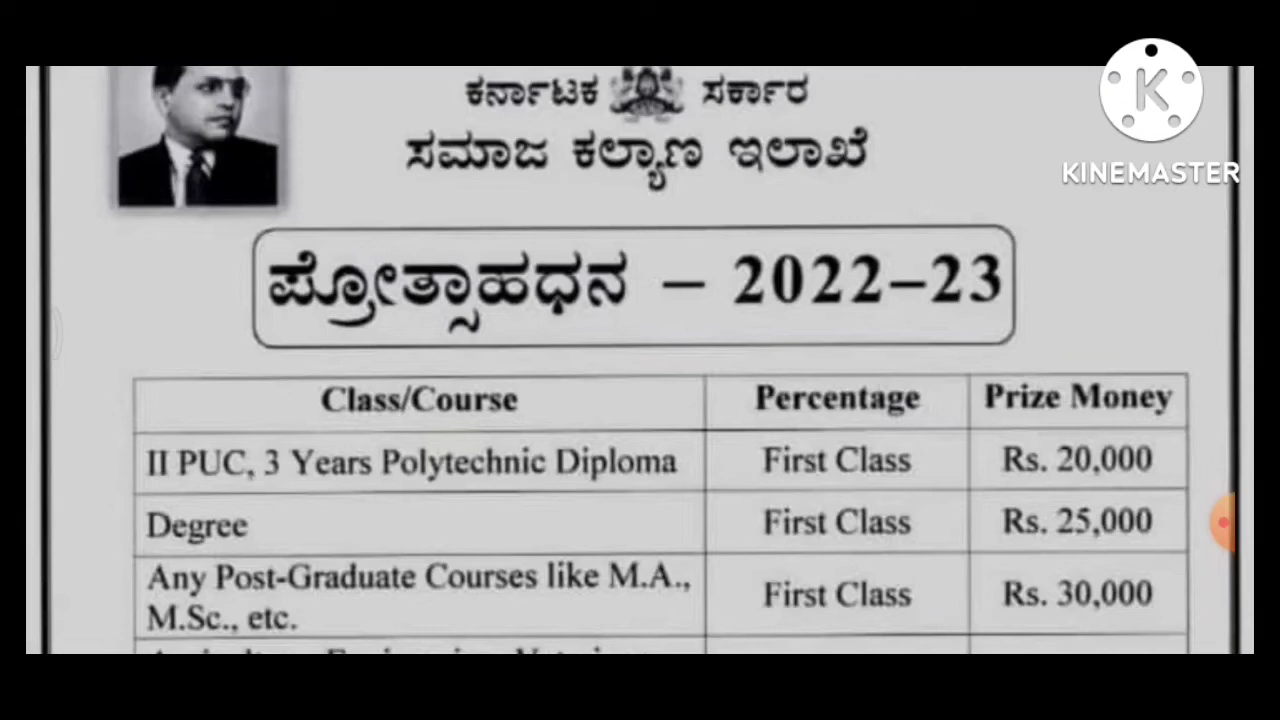 ಕರ್ನಾಟಕ ಸರ್ಕಾರ
KINEMASTER
ಸಮಾಜ ಕಲ್ಯಾಣ ಇಲಾಖೆ
ಪ್ರೋತ್ಸಾಹಧನ – 2022–23
Class/Course Percentage Prize Money
II PUC, 3 Years Polytechnic Diploma First Class Rs. 20,000
Degree First Class Rs. 25,000
Any Post-Graduate Courses like M.A.,
M.Sc., etc. First Class Rs. 30,000